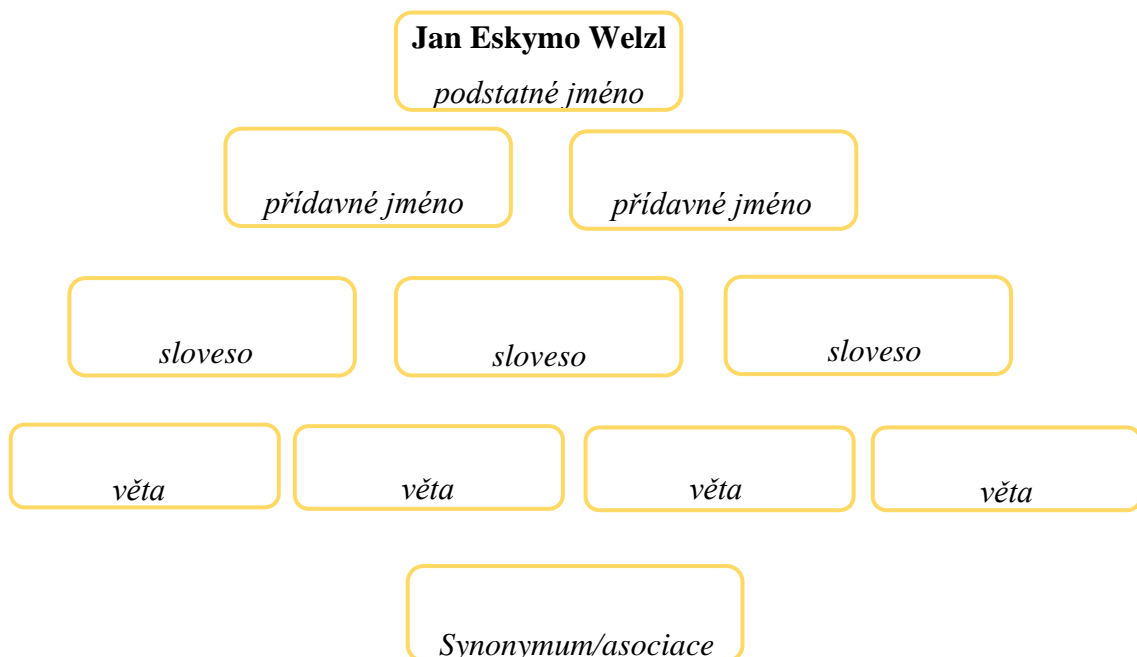 Jan Eskymo Welzl
podstatné jméno
přídavné jméno přídavné jméno
sloveso sloveso sloveso
věta věta věta věta
Synonymum/asociace